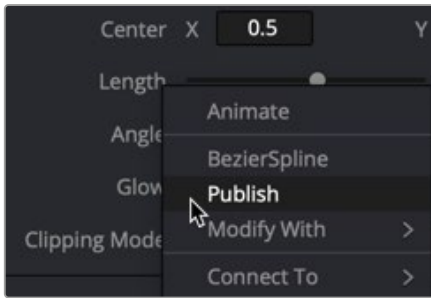 Center X 0.5 Y
Length
Animate
Angle
BezierSpline
Glow
Publish
Modify With >
Clipping Mode
Connect To >